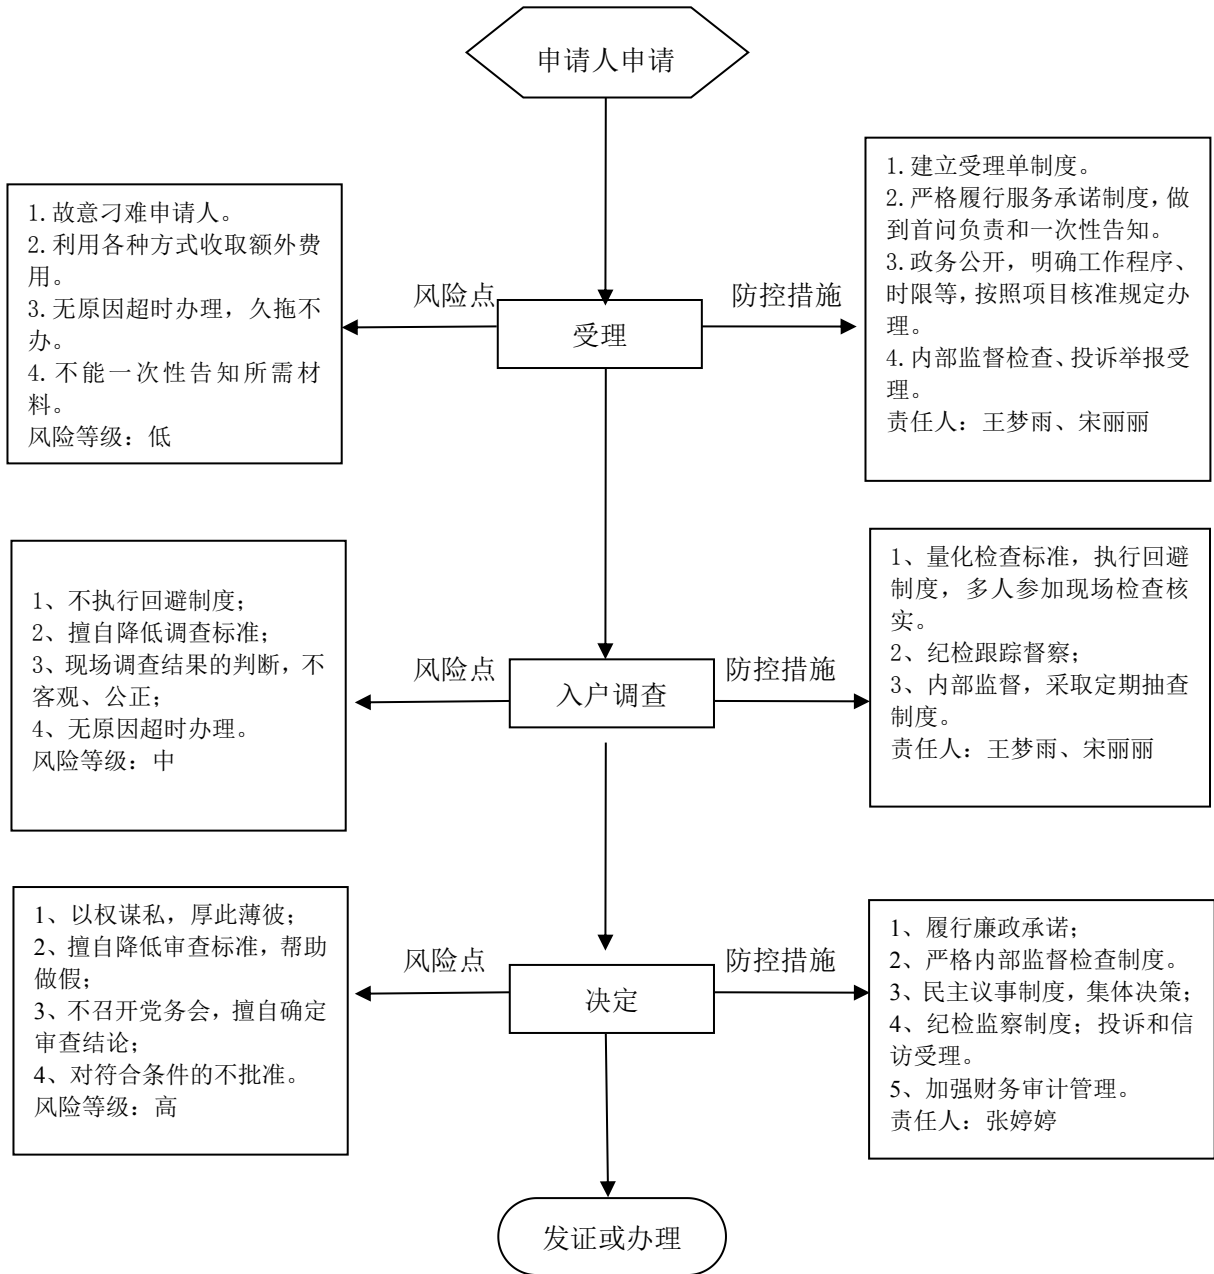 申请人申请
1.故意刁难申请人。
2.利用各种方式收取额外费
用。
3.无原因超时办理，久拖不
办。
4.不能一次性告知所需材
料。
风险等级：低
风险点
受理
防控措施
1.建立受理单制度。
2.严格履行服务承诺制度，做
到首问负责和一次性告知。
3.政务公开，明确工作程序、
时限等，按照项目核准规定办
理。
4.内部监督检查、投诉举报受
理。
责任人：王梦雨、宋丽丽
1、不执行回避制度；
2、擅自降低调查标准；
3、现场调查结果的判断，不
客观、公正；
4、无原因超时办理。
风险等级：中
风险点
入户调查
防控措施
1、量化检查标准，执行回避
制度，多人参加现场检查核
实。
2、纪检跟踪督察；
3、内部监督，采取定期抽查
制度。
责任人：王梦雨、宋丽丽
1、以权谋私，厚此薄彼；
2、擅自降低审查标准，帮助
做假；
3、不召开党务会，擅自确定
审查结论；
4、对符合条件的不批准。
风险等级：高
风险点
决定
防控措施
1、履行廉政承诺；
2、严格内部监督检查制度。
3、民主议事制度，集体决策；
4、纪检监察制度；投诉和信
访受理。
5、加强财务审计管理。
责任人：张婷婷
发证或办理